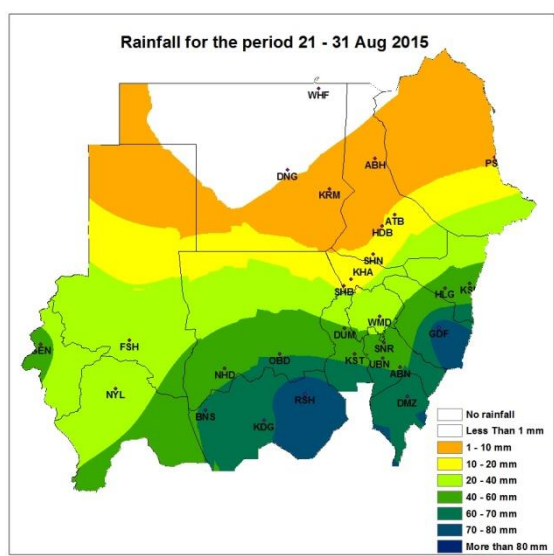 Rainfall for the period 21 - 31 Aug 2015
WHF
ABH
PS
DNG
KRM
ATB
HDB
SHN
KHA
SHB
HLG
KSL
WMD
DUM
GDF
GEN
FSH
SNR
OBD
KST
UBN
NHD
ABN
NYL
RSH
DMZ
BNS
KDG
No rainfall
Less Than 1 mm
1 - 10 mm
10 - 20 mm
20 - 40 mm
40 - 60 mm
60 - 70 mm
70 - 80 mm
More than 80 mm